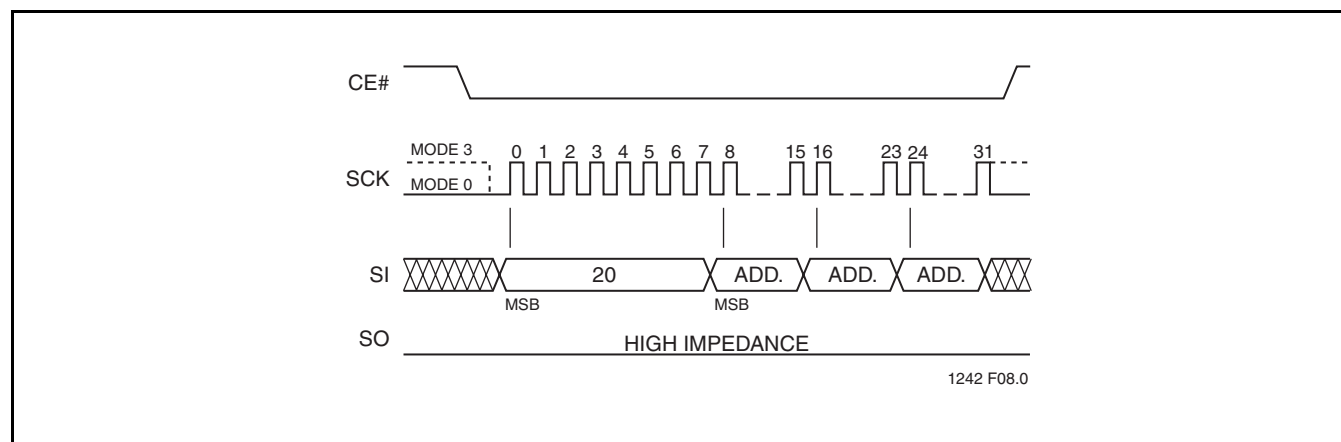 CE#
MODE 3
0 1 2 3 4 5 6 7 8 15 16 23 24 31
SCK
MODE 0
SI
20 ADD. ADD. ADD.
MSB MSB
SO
HIGH IMPEDANCE
1242 F08.0